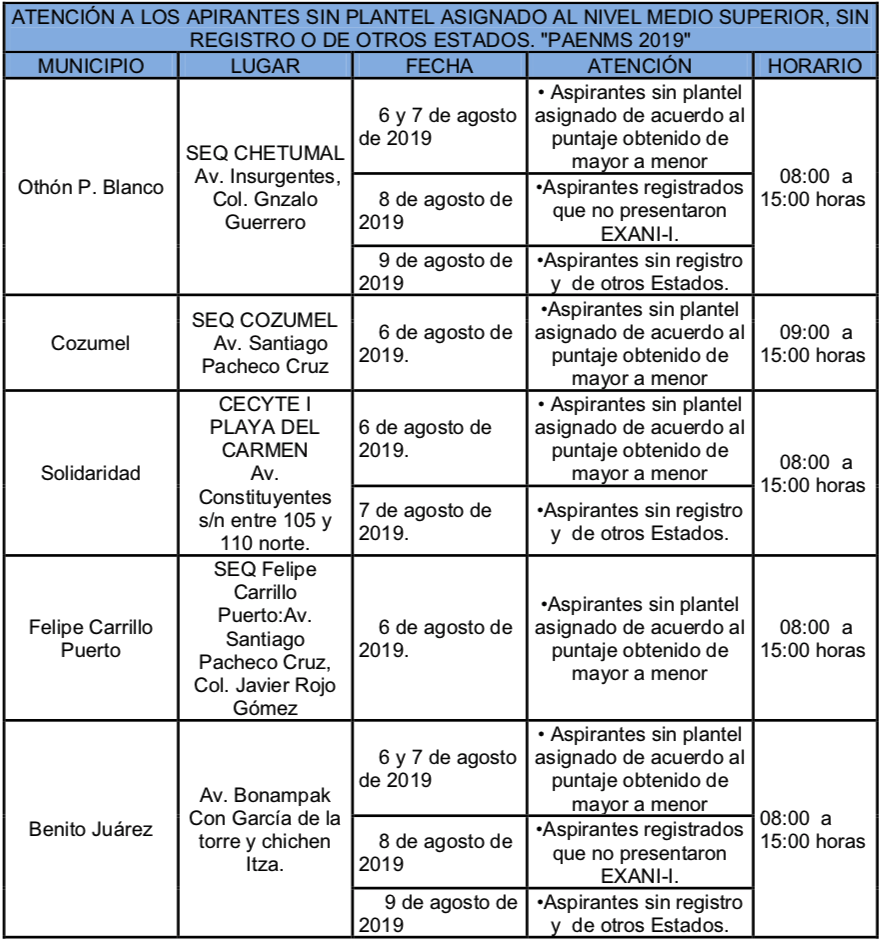 ATENCIÓN A LOS APIRANTES SIN PLANTEL ASIGNADO AL NIVEL MEDIO SUPERIOR, SIN
REGISTRO O DE OTROS ESTADOS. "PAENMS 2019"
MUNICIPIO LUGAR FECHA ATENCIÓN HORARIO
Othón P. Blanco
SEQ CHETUMAL
Av. Insurgentes,
Col. Gnzalo
Guerrero
6 y 7 de agosto
de 2019
• Aspirantes sin plantel
asignado de acuerdo al
puntaje obtenido de
mayor a menor
8 de agosto de
2019
•Aspirantes registrados
que no presentaron
EXANI-I.
9 de agosto de
2019
•Aspirantes sin registro
y de otros Estados.
08:00 a
15:00 horas
Cozumel
SEQ COZUMEL
Av. Santiago
Pacheco Cruz
6 de agosto de
2019.
•Aspirantes sin plantel
asignado de acuerdo al
puntaje obtenido de
mayor a menor
09:00 a
15:00 horas
Solidaridad
CECYTE I
PLAYA DEL
CARMEN
Av.
Constituyentes
s/n entre 105 y
110 norte.
6 de agosto de
2019.
• Aspirantes sin plantel
asignado de acuerdo al
puntaje obtenido de
mayor a menor
7 de agosto de
2019.
•Aspirantes sin registro
y de otros Estados.
08:00 a
15:00 horas
Felipe Carrillo
Puerto
SEQ Felipe
Carrillo
Puerto:Av.
Santiago
Pacheco Cruz,
Col. Javier Rojo
Gómez
6 de agosto de
2019.
•Aspirantes sin plantel
asignado de acuerdo al
puntaje obtenido de
mayor a menor
08:00 a
15:00 horas
Benito Juárez
Av. Bonampak
Con García de la
torre y chichen
Itza.
6 y 7 de agosto
de 2019
• Aspirantes sin plantel
asignado de acuerdo al
puntaje obtenido de
mayor a menor
8 de agosto de
2019
•Aspirantes registrados
que no presentaron
EXANI-I.
9 de agosto de
2019
•Aspirantes sin registro
y de otros Estados.
08:00 a
15:00 horas